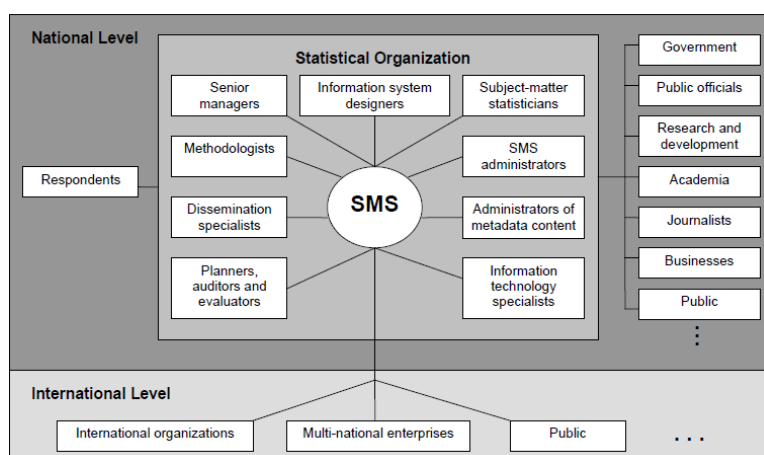 National Level
Statistical Organization
Senior
managers
Information system
designers
Subject-matter
statisticians
Methodologists
SMS
administrators
Respondents
SMS
Dissemination
specialists
Administrators of
metadata content
Planners,
auditors and
evaluators
Information
technology
specialists
Government
Public officials
Research and
development
Academia
Journalists
Businesses
Public
⋮
International Level
International organizations
Multi-national enterprises
Public
. . .